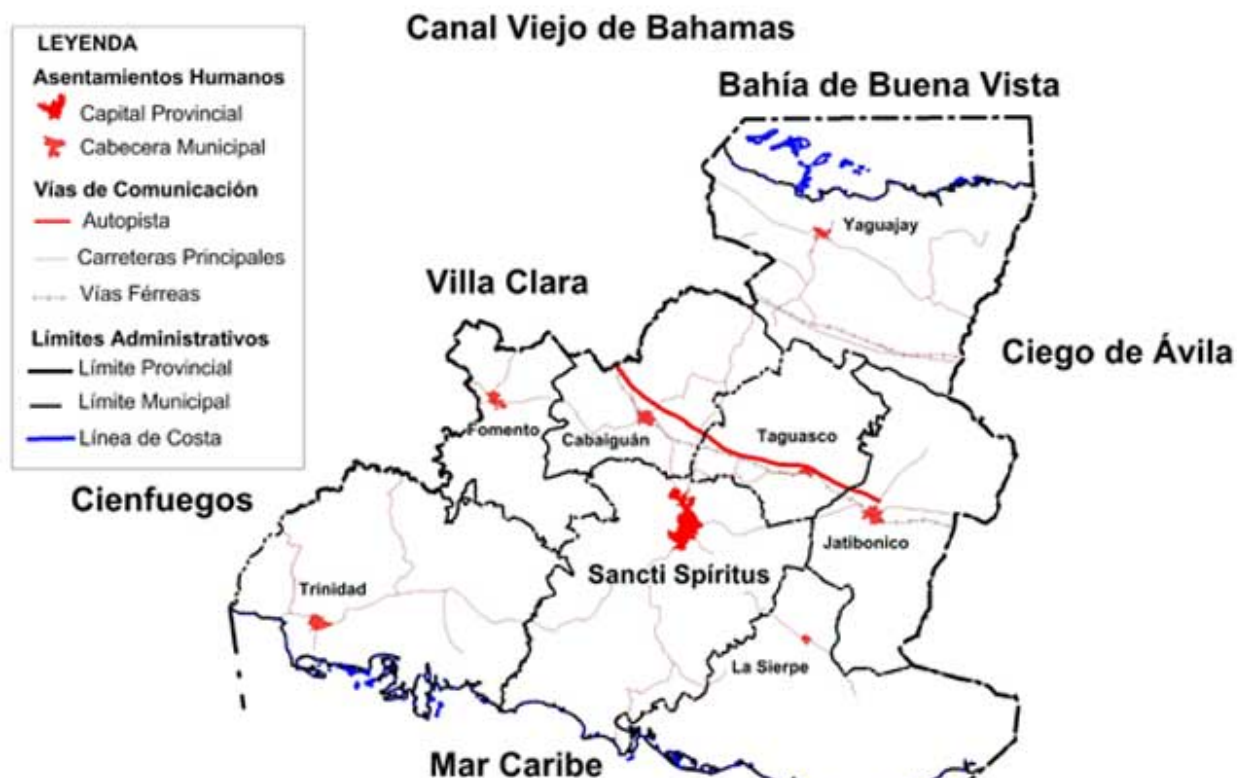 Canal Viejo de Bahamas
Bahía de Buena Vista
LEYENDA
Asentamientos Humanos
Capital Provincial
Cabecera Municipal
Vías de Comunicación
Autopista
Carreteras Principales
Vías Férreas
Límites Administrativos
Límite Provincial
Límite Municipal
Línea de Costa
Yaguajay
Villa Clara
Ciego de Ávila
Fomento
Cabaiguán
Taguasco
Cienfuegos
Jatibonico
Sancti Spíritus
Trinidad
La Sierpe
Mar Caribe